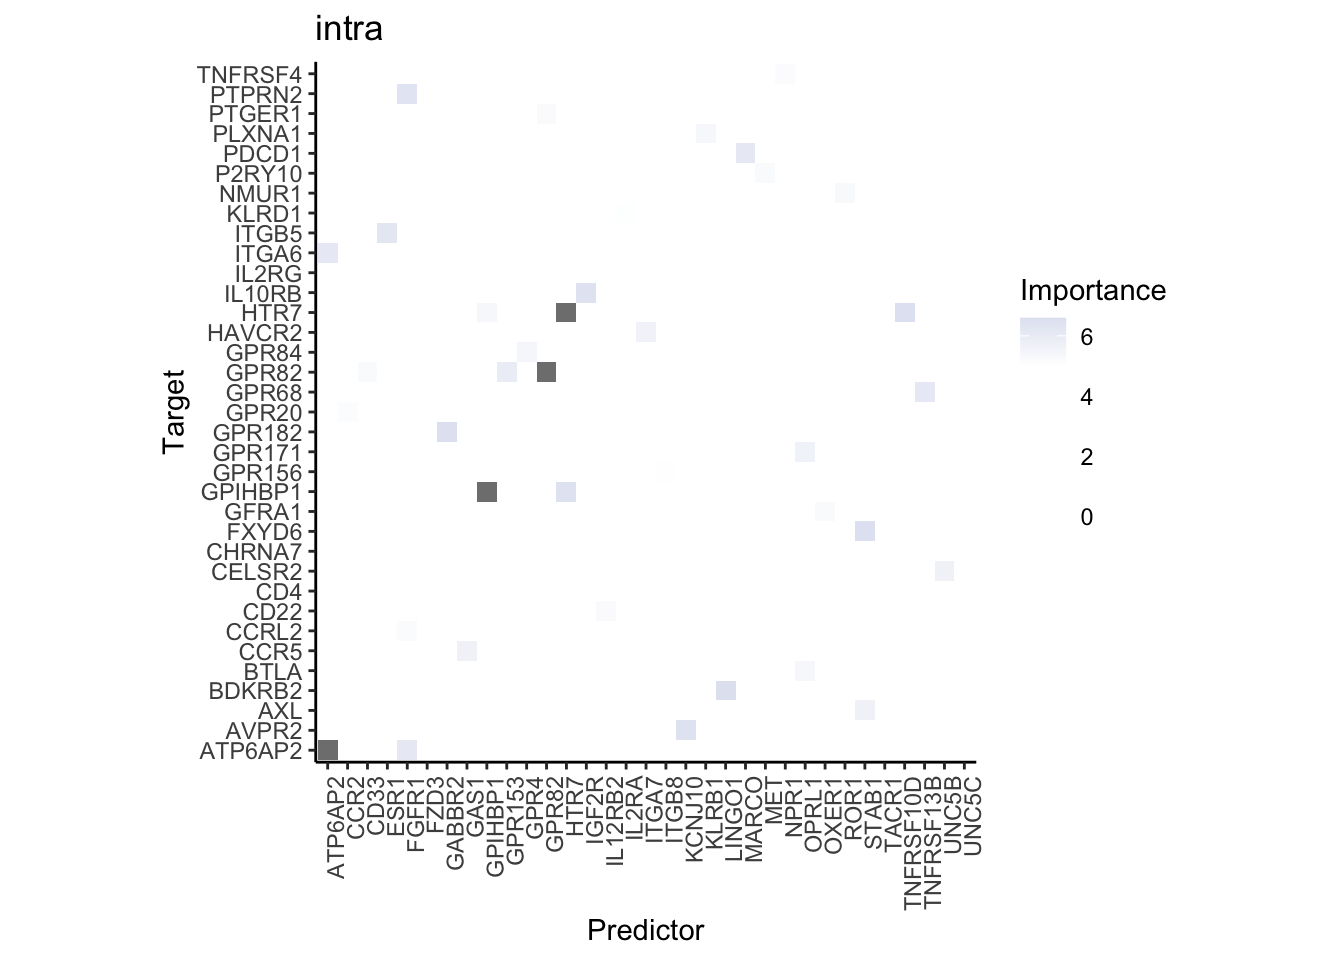 intra
TNFRSF4
PTPRN2
PTGER1
PLXNA1
PDCD1
P2RY10
NMUR1
KLRD1
ITGB5
ITGA6
IL2RG
IL10RB
HTR7
HAVCR2
GPR84
GPR82
GPR68
GPR20
GPR182
GPR171
GPR156
GPIHBP1
GFRA1
FXYD6
CHRNA7
CELSR2
CD4
CD22
CCRL2
CCR5
BTLA
BDKRB2
AXL
AVPR2
ATP6AP2
Target
ATP6AP2
CCR2
CD33
ESR1
FGFR1
FZD3
GABBR2
GAS1
GPIHBP1
GPR153
GPR4
GPR82
HTR7
IGF2R
IL12RB2
IL2RA
ITGA7
ITGB8
KCNJ10
KLRB1
LINGO1
MARCO
MET
NPR1
OPRL1
OXER1
ROR1
STAB1
TACR1
TNFRSF10D
TNFRSF13B
UNC5B
UNC5C
Predictor
Importance
6
4
2
0